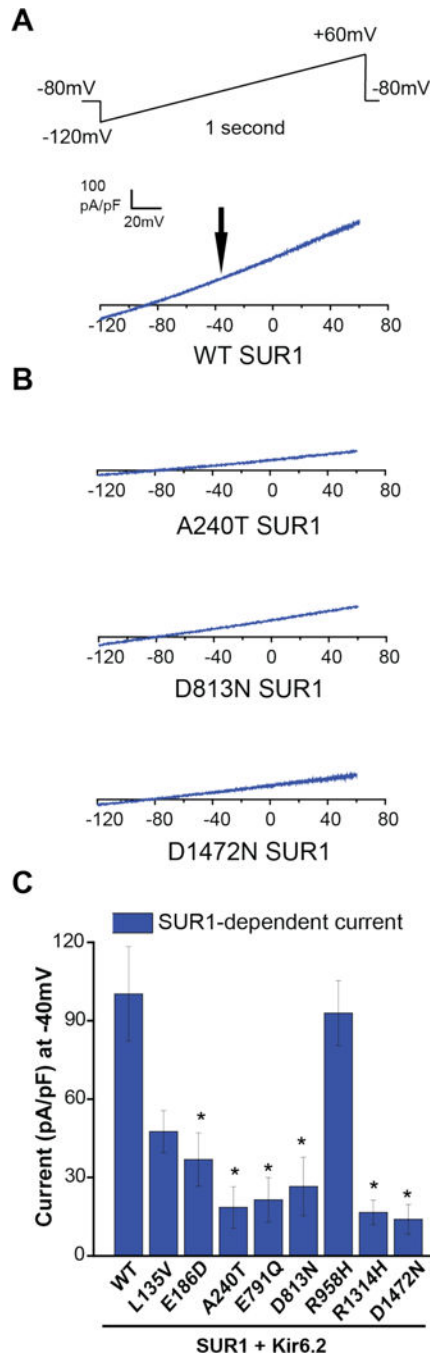 A
+60mV
-80mV
-80mV
-120mV
1 second
100
pA/pF
20mV
-120 -80 -40 0 40 80
WT SUR1
B
-120 -80 -40 0 40 80
A240T SUR1
-120 -80 -40 0 40 80
D813N SUR1
-120 -80 -40 0 40 80
D1472N SUR1
C
SUR1-dependent current
120
90
60
30
0
Current (pA/pF) at -40mV
* * * * * *
WT L135V E186D A240T E791Q D813N R958H R1314H D1472N
SUR1 + Kir6.2